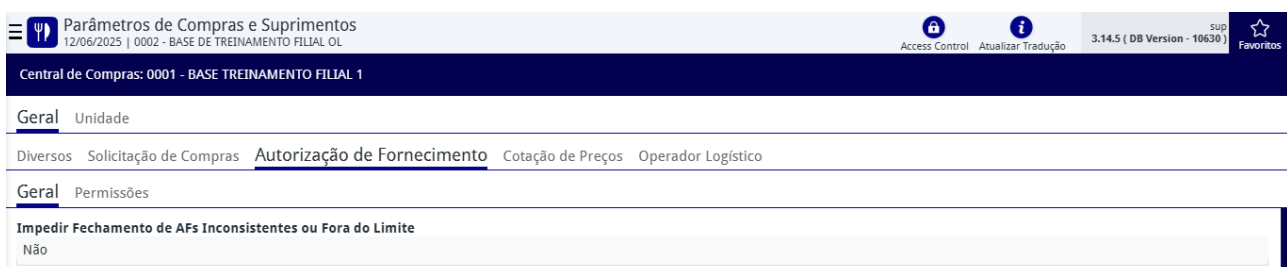 Parâmetros de Compras e Suprimentos
12/06/2025 | 0002 - BASE DE TREINAMENTO FILIAL OL
Access Control Atualizar Tradução
sup
3.14.5 ( DB Version - 10630 )
Favoritos
Central de Compras: 0001 - BASE TREINAMENTO FILIAL 1
Geral Unidade
Diversos Solicitação de Compras Autorização de Fornecimento Cotação de Preços Operador Logístico
Geral Permissões
Impedir Fechamento de AFs Inconsistentes ou Fora do Limite
Não